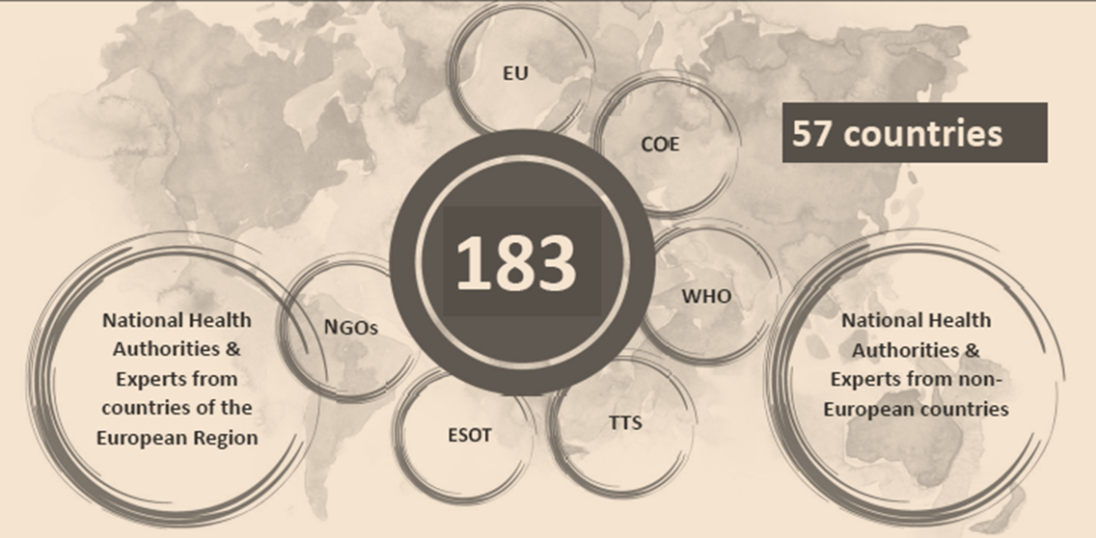 EU
COE
57 countries
183
WHO
NGOs
National Health
Authorities &
Experts from
countries of the
European Region
National Health
Authorities &
Experts from non-
European countries
ESOT
TTS